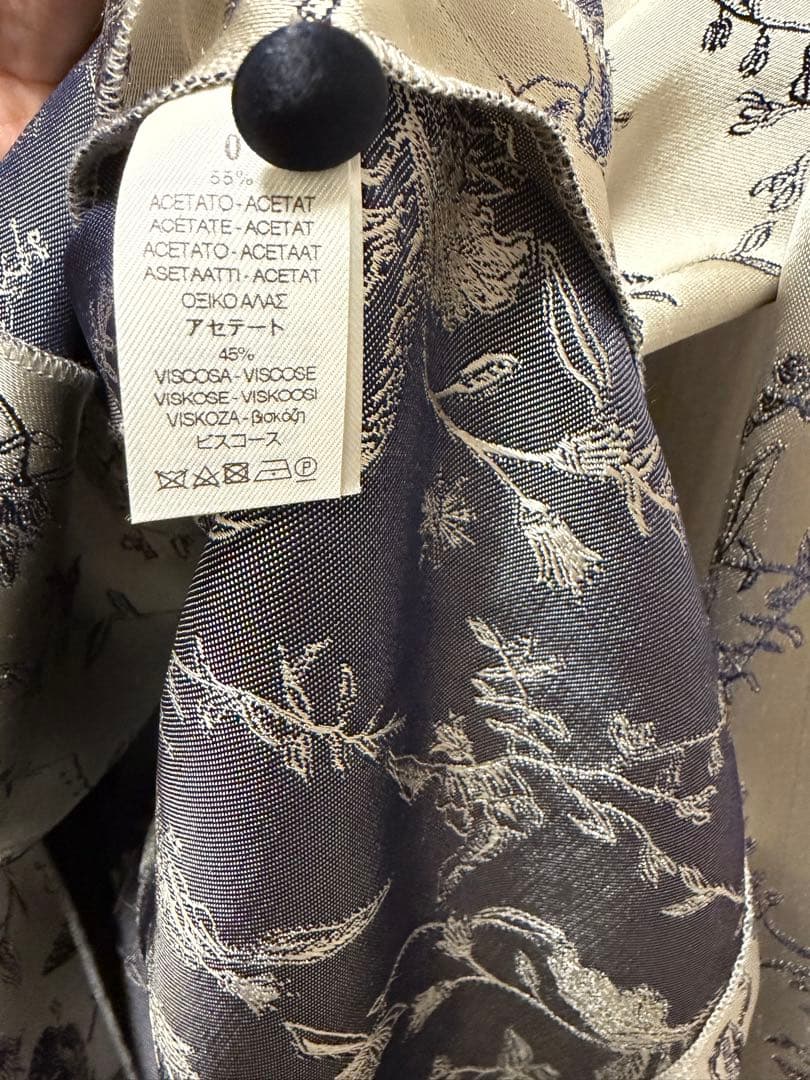 0
55%
ACETATO - ACETAT
ACÉTATE - ACETAT
ACETATO - ACETAAT
ASETAATTI - ACETAT
ΟΞΙΚΟ ΑΛΑΣ
アセテート
45%
VISCOSA - VISCOSE
VISKOSE - VISKOOSI
VISKOZA - βισκόζη
ビスコース
P